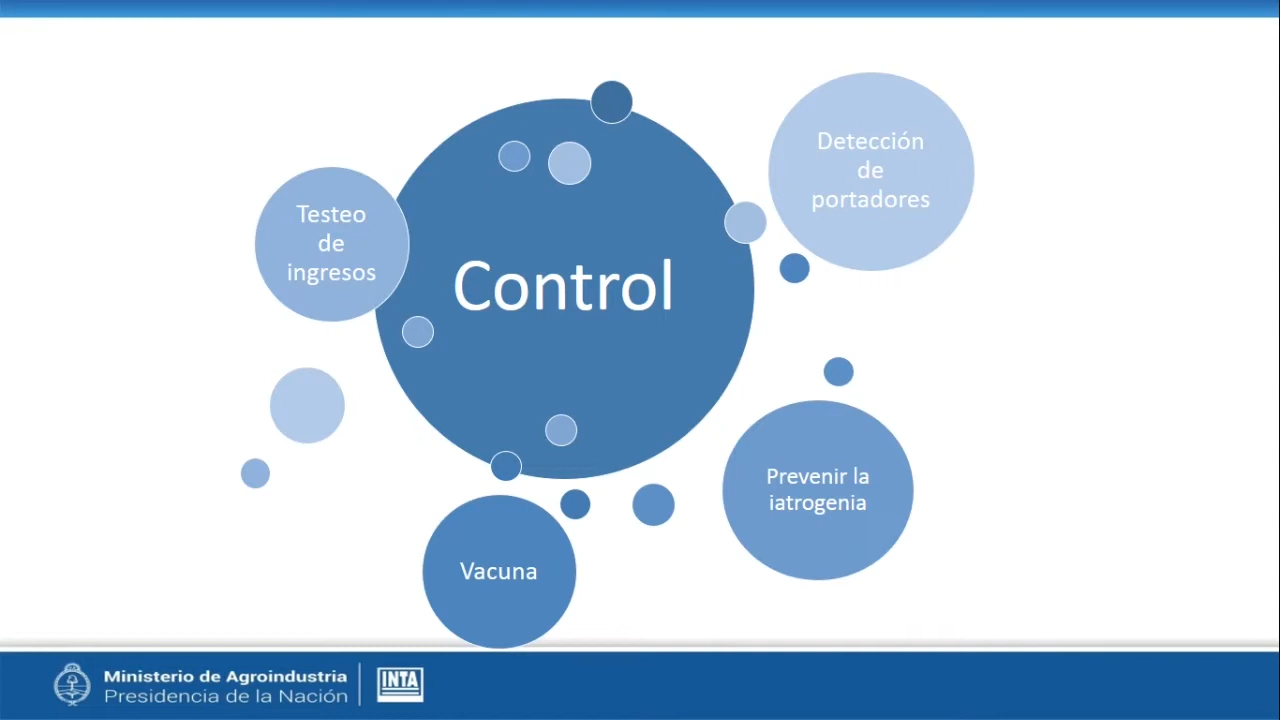 Detección
de
portadores
Testeo
de
ingresos
Control
Prevenir la
iatrogenia
Vacuna
Ministerio de Agroindustria
Presidencia de la Nación
INTA